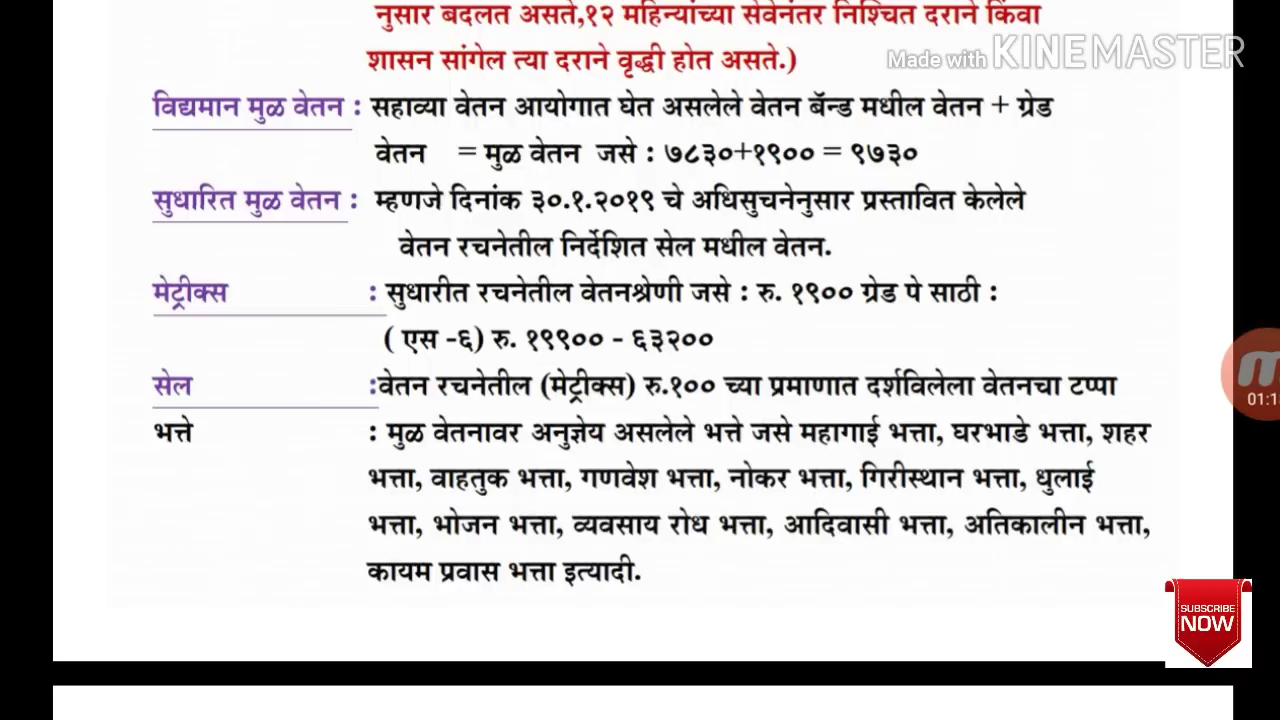 नुसार बदलत असते,१२ महिन्यांच्या सेवेनंतर निश्चित दराने किंवा
शासन सांगेल त्या दराने वृद्धी होत असते.)
Made with KINEMASTER
विद्यमान मुळ वेतन : सहाव्या वेतन आयोगात घेत असलेले वेतन बॅन्ड मधील वेतन + ग्रेड
वेतन = मुळ वेतन जसे : ७८३०+१९०० = ९७३०
सुधारित मुळ वेतन : म्हणजे दिनांक ३०.१.२०१९ चे अधिसुचनेनुसार प्रस्तावित केलेले
वेतन रचनेतील निर्देशित सेल मधील वेतन.
मेट्रीक्स : सुधारीत रचनेतील वेतनश्रेणी जसे : रु. १९०० ग्रेड पे साठी :
( एस -६) रु. १९९०० - ६३२००
सेल :वेतन रचनेतील (मेट्रीक्स) रु.१०० च्या प्रमाणात दर्शविलेला वेतनचा टप्पा
भत्ते : मुळ वेतनावर अनुज्ञेय असलेले भत्ते जसे महागाई भत्ता, घरभाडे भत्ता, शहर
भत्ता, वाहतुक भत्ता, गणवेश भत्ता, नोकर भत्ता, गिरीस्थान भत्ता, धुलाई
भत्ता, भोजन भत्ता, व्यवसाय रोध भत्ता, आदिवासी भत्ता, अतिकालीन भत्ता,
कायम प्रवास भत्ता इत्यादी.
SUBSCRIBE
NOW